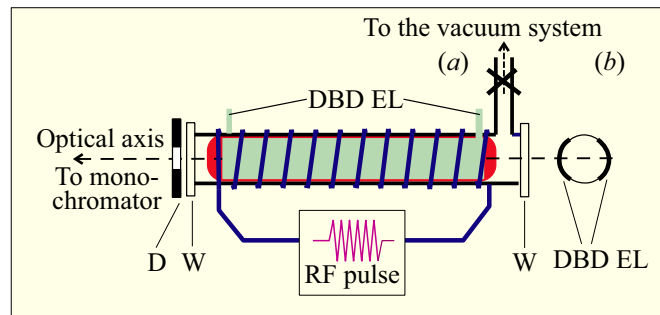 To the vacuum system
(a)
(b)
DBD EL
Optical axis
To mono-
chromator
D
W
RF pulse
W
DBD EL